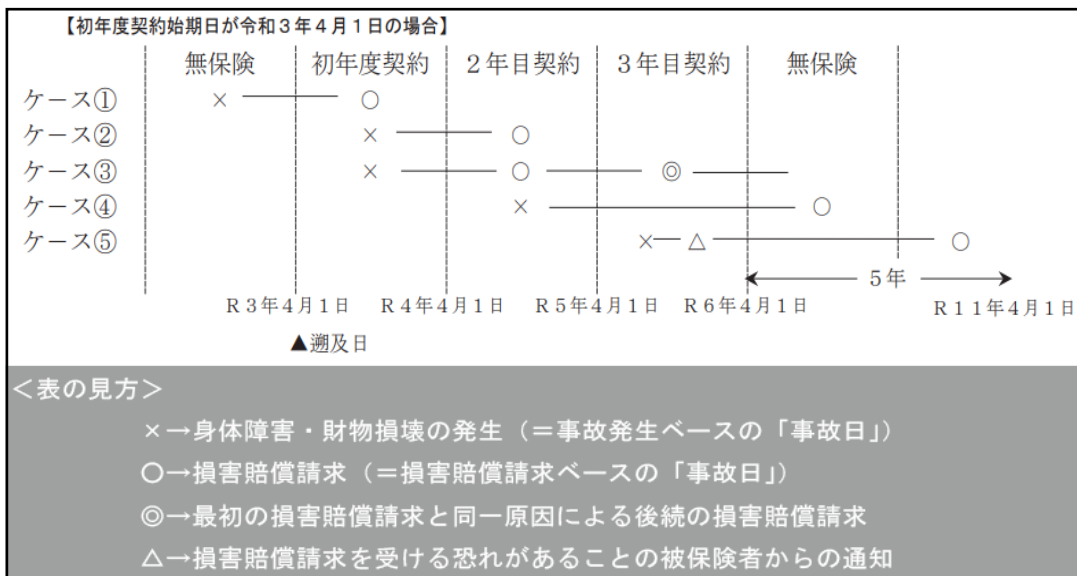 【初年度契約始期日が令和3年4月1日の場合】
無保険 初年度契約 2年目契約 3年目契約 無保険
ケース① × ○
ケース② × ○
ケース③ × ○ ◎
ケース④ × ○
ケース⑤ × △ ○
5年
R3年4月1日 R4年4月1日 R5年4月1日 R6年4月1日 R11年4月1日
▲遡及日
＜表の見方＞
×→身体障害・財物損壊の発生（＝事故発生ベースの「事故日」）
○→損害賠償請求（＝損害賠償請求ベースの「事故日」）
◎→最初の損害賠償請求と同一原因による後続の損害賠償請求
△→損害賠償請求を受ける恐れがあることの被保険者からの通知